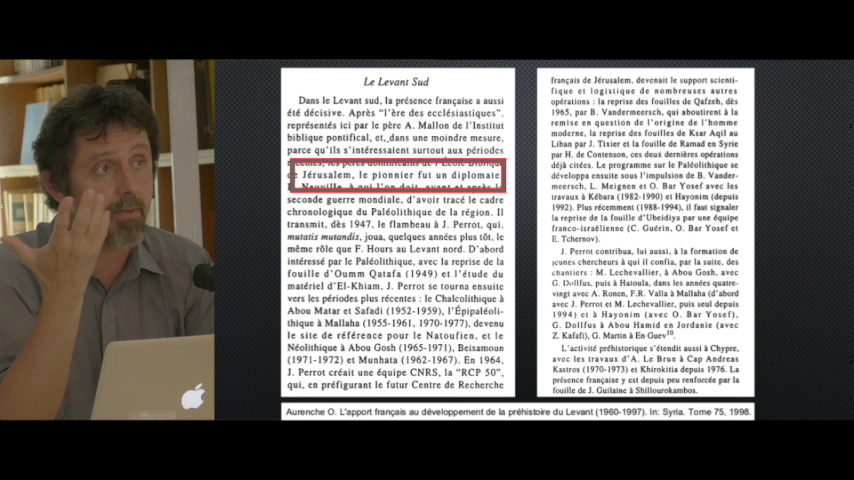 Le Levant Sud
Dans le Levant sud, la présence française a aussi
été décisive. Après "l'ère des ecclésiastiques",
représentés ici par le père A. Mallon de l'Institut
biblique pontifical, et, dans une moindre mesure,
parce qu'ils s'intéressaient surtout aux périodes
récentes, les pères dominicains de l'École Biblique
de Jérusalem, le pionnier fut un diplomate
Neuville, à qui l'on doit, avant et après la
seconde guerre mondiale, d'avoir tracé le cadre
chronologique du Paléolithique de la région. Il
transmit, dès 1947, le flambeau à J. Perrot, qui,
mutatis mutandis, joua, quelques années plus tôt, le
même rôle que F. Hours au Levant nord. D'abord
intéressé par le Paléolithique, avec la reprise de la
fouille d'Oumm Qatafa (1949) et l'étude du
matériel d'El-Khiam, J. Perrot se tourna ensuite
vers les périodes plus récentes : le Chalcolithique à
Abou Matar et Safadi (1952-1959), l'Épipaléoli-
thique à Mallaha (1955-1961, 1970-1977), devenu
le site de référence pour le Natoufien, et le
Néolithique à Abou Gosh (1965-1971), Beisamoun
(1971-1972) et Munhata (1962-1967). En 1964,
J. Perrot créait une équipe CNRS, la "RCP 50",
qui, en préfigurant le futur Centre de Recherche
français de Jérusalem, devenait le support scienti-
fique et logistique de nombreuses autres
opérations : la reprise des fouilles de Qafzeh, dès
1965, par B. Vandermeersch, qui aboutirent à la
remise en question de l'origine de l'homme
moderne, la reprise des fouilles de Ksar Aqil au
Liban par J. Tixier et la fouille de Ramad en Syrie
par H. de Contenson, ces deux dernières opérations
déjà citées. Le programme sur le Paléolithique se
développa ensuite sous l'impulsion de B. Vander-
meersch, L. Meignen et O. Bar Yosef avec les
travaux à Kébara (1982-1990) et Hayonim (depuis
1992). Plus récemment (1988-1994), il faut signaler
la reprise de la fouille d'Ubeidiya par une équipe
franco-israélienne (C. Guérin, O. Bar Yosef et
E. Tchernov).
J. Perrot contribua, lui aussi, à la formation de
jeunes chercheurs à qui il confia, par la suite, des
chantiers : M. Lechevallier, à Abou Gosh, avec
G. Dollfus, puis à Hatoula, dans les années quatre-
vingt avec A. Ronen, F.R. Valla à Mallaha (d'abord
avec J. Perrot et M. Lechevallier, puis seul depuis
1994) et à Hayonim (avec O. Bar Yosef),
G. Dollfus à Abou Hamid en Jordanie (avec
Z. Kafafi), G. Martin à En Guev10.
L'activité préhistorique s'étendit aussi à Chypre,
avec les travaux d'A. Le Brun à Cap Andreas
Kastros (1970-1973) et Khirokitia depuis 1976. La
présence française y est depuis peu renforcée par la
fouille de J. Guilaine à Shillourokambos.
Aurenche O. L'apport français au développement de la préhistoire du Levant (1960-1997). In: Syria. Tome 75, 1998.